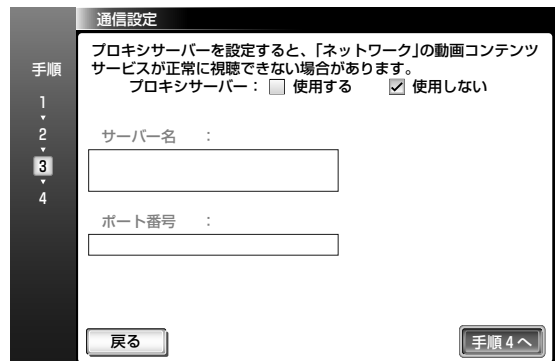 通信設定
手順
1
2
3
4
プロキシサーバーを設定すると、「ネットワーク」の動画コンテンツ
サービスが正常に視聴できない場合があります。
プロキシサーバー： 使用する 使用しない
サーバー名 ：
ポート番号 ：
戻る
手順 4 へ